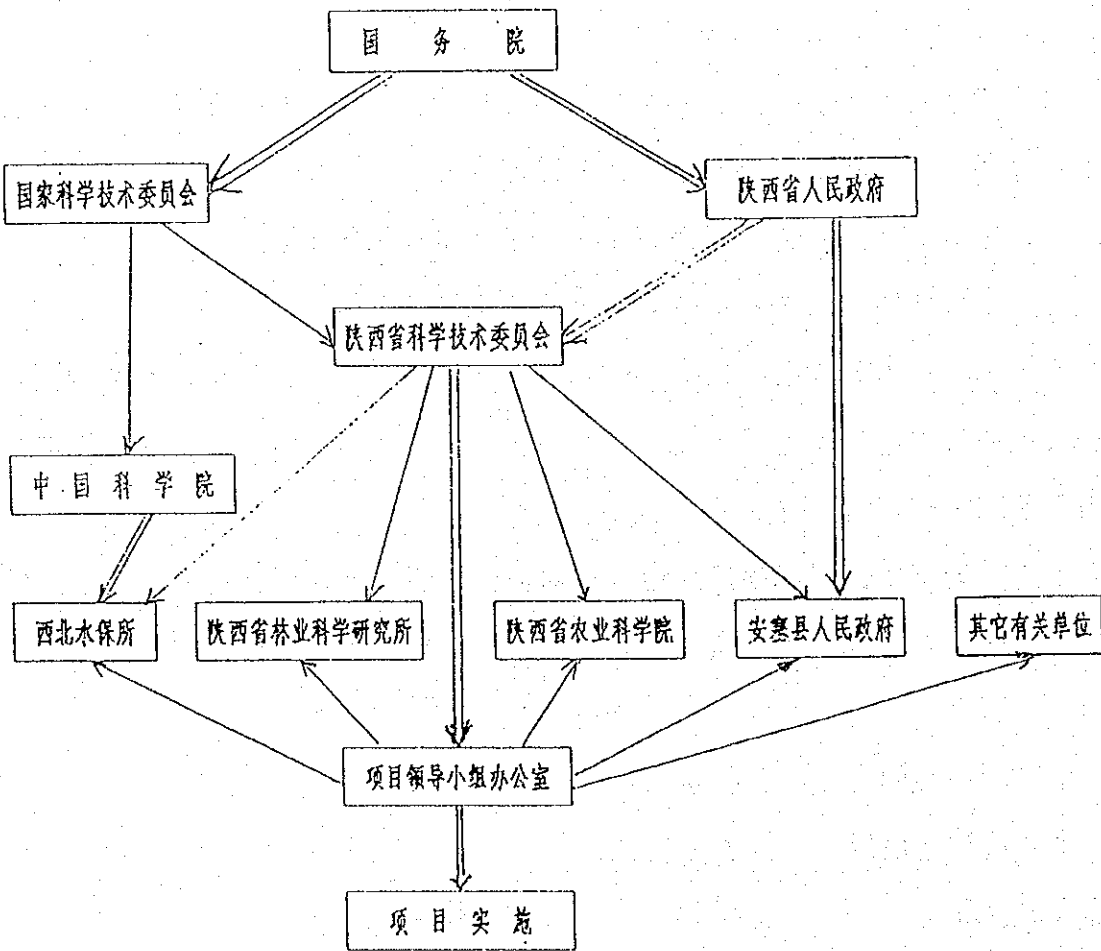 国务院
国家科学技术委员会
陕西省人民政府
陕西省科学技术委员会
中国科学院
西北水保所
陕西省林业科学研究所
陕西省农业科学院
安塞县人民政府
其它有关单位
项目领导小组办公室
项目实施